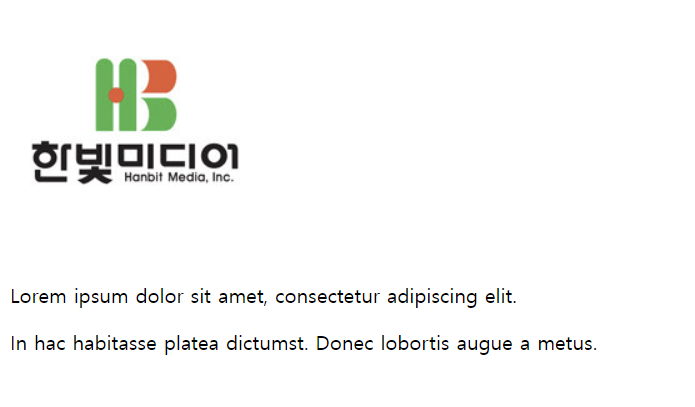 HB
한빛미디어
Hanbit Media, Inc.
Lorem ipsum dolor sit amet, consectetur adipiscing elit.
In hac habitasse platea dictumst. Donec lobortis augue a metus.